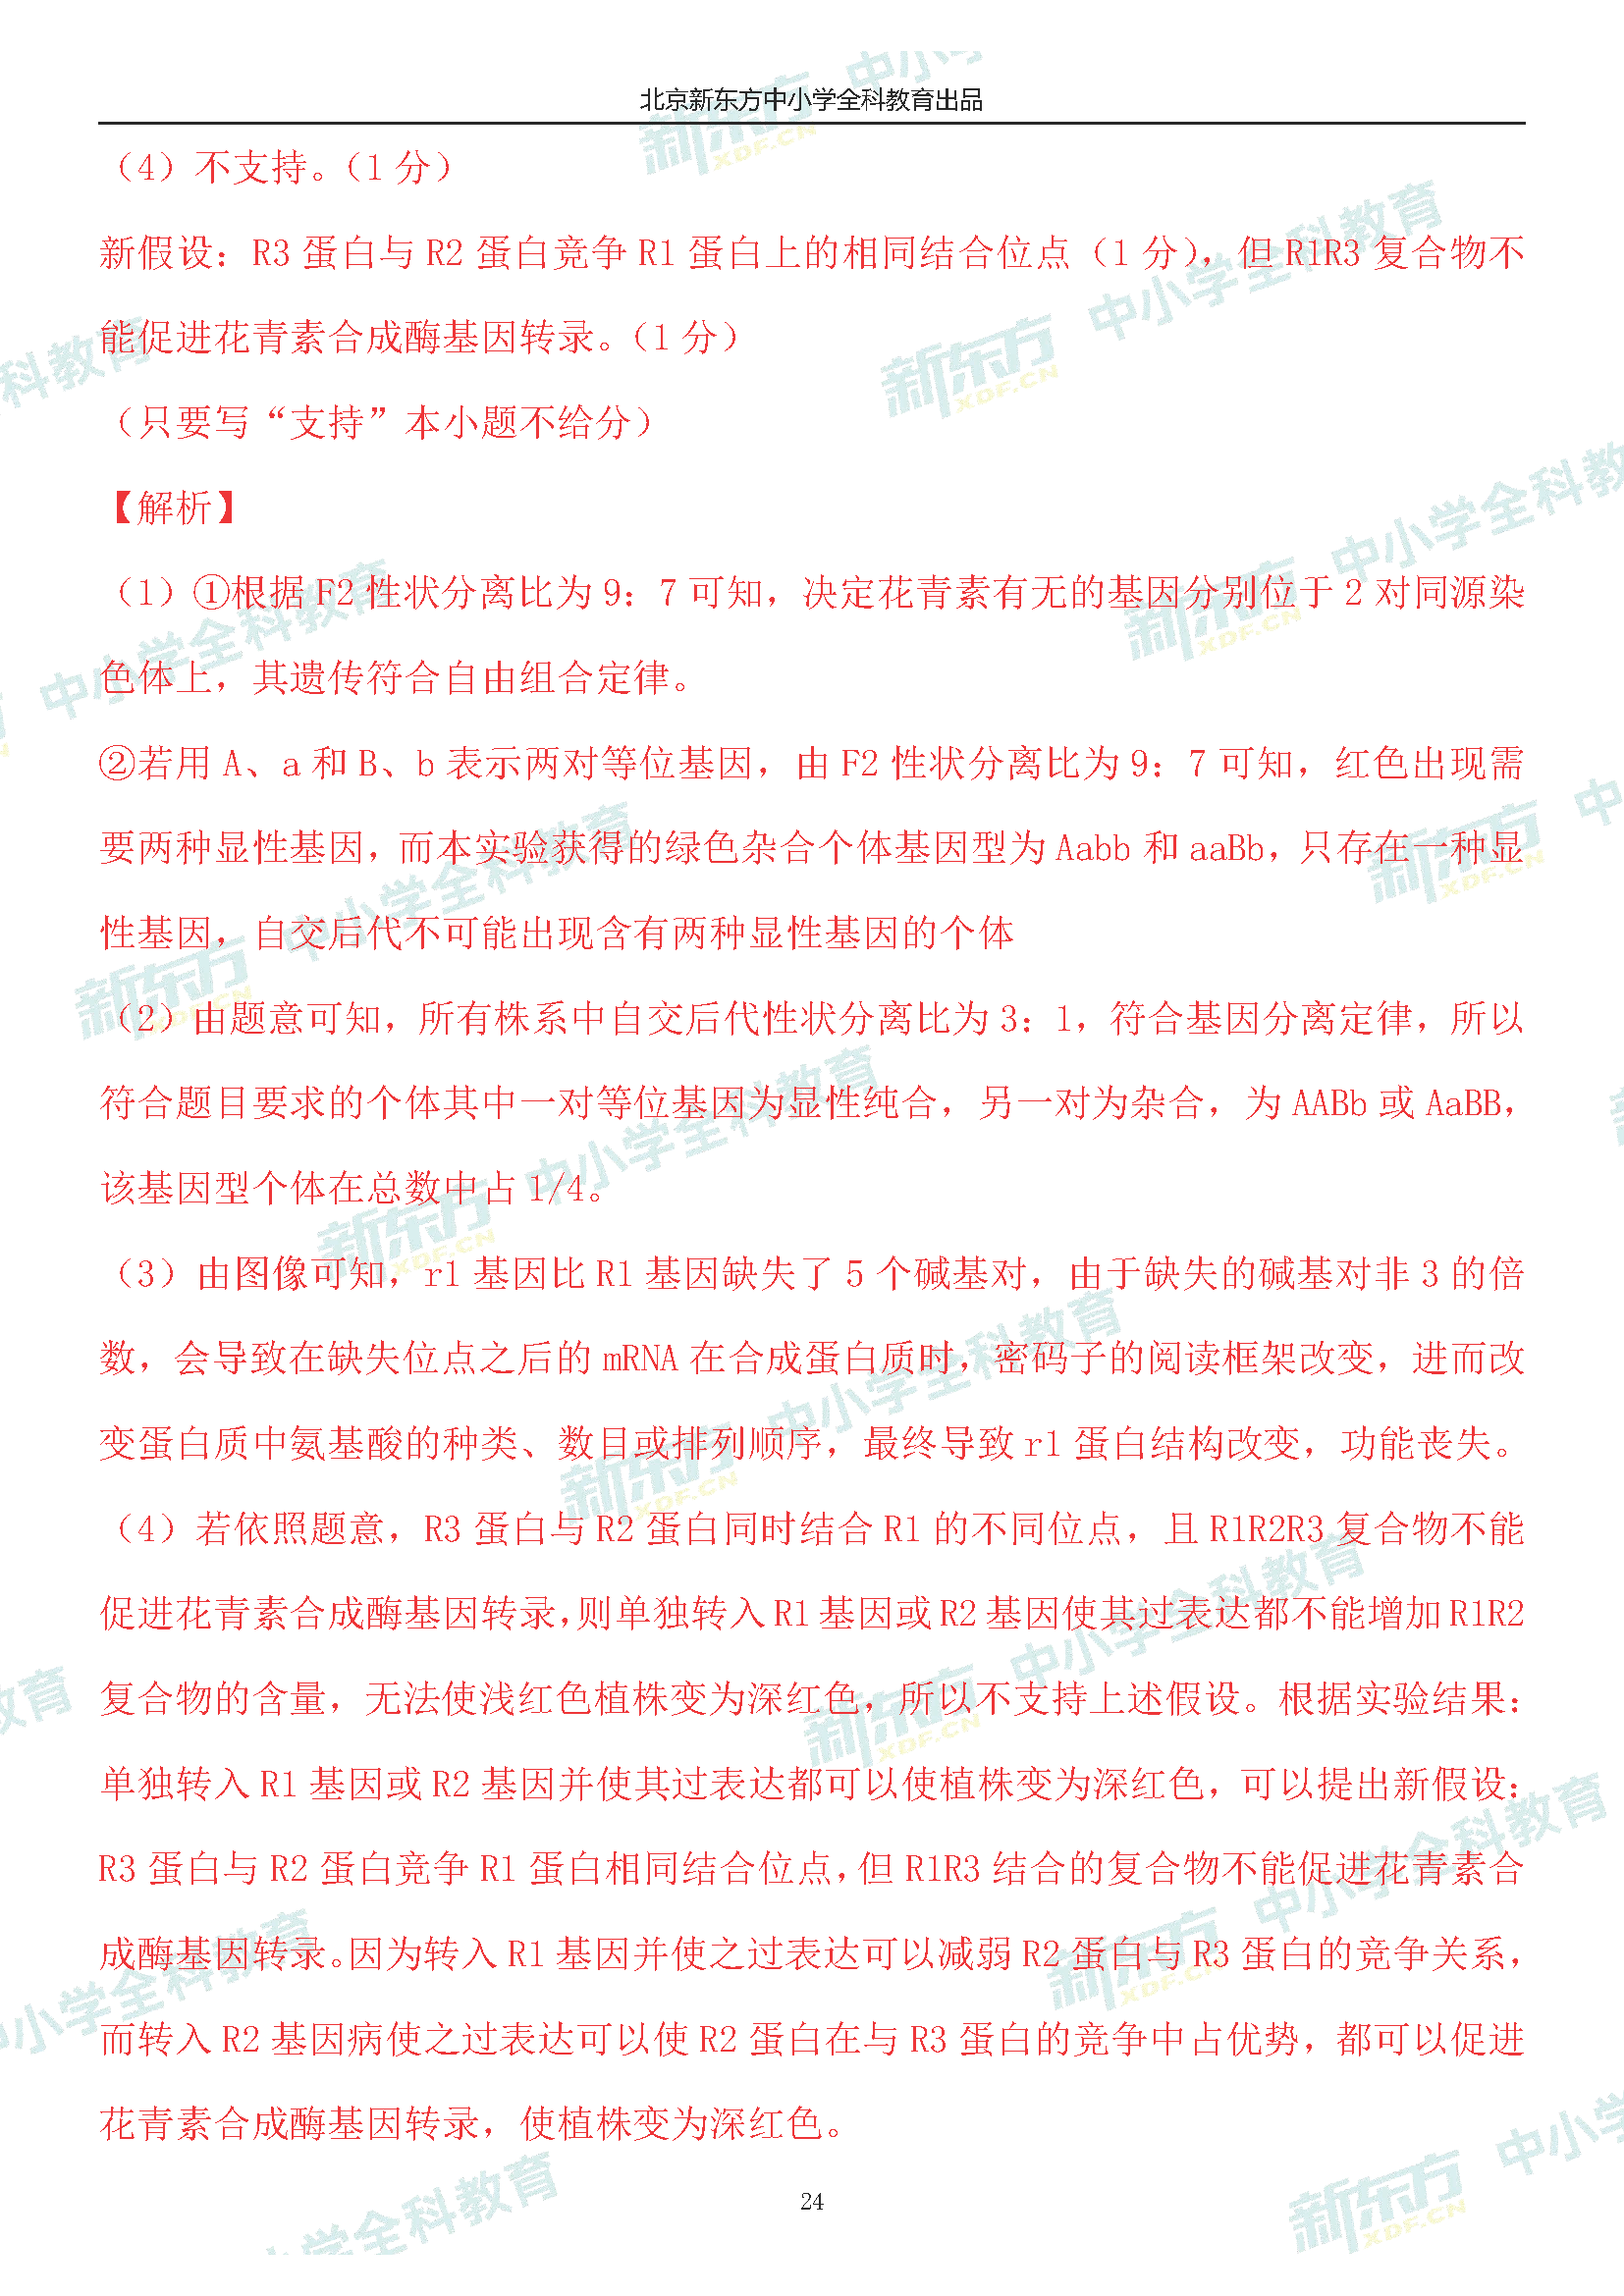 北京新东方中小学全科教育出品
（4）不支持。（1 分）
新假设：R3 蛋白与 R2 蛋白竞争 R1 蛋白上的相同结合位点（1 分），但 R1R3 复合物不
能促进花青素合成酶基因转录。（1 分）
（只要写“支持”本小题不给分）
【解析】
（1）①根据 F2 性状分离比为 9：7 可知，决定花青素有无的基因分别位于 2 对同源染
色体上，其遗传符合自由组合定律。
②若用 A、a 和 B、b 表示两对等位基因，由 F2 性状分离比为 9：7 可知，红色出现需
要两种显性基因，而本实验获得的绿色杂合个体基因型为 Aabb 和 aaBb，只存在一种显
性基因，自交后代不可能出现含有两种显性基因的个体
（2）由题意可知，所有株系中自交后代性状分离比为 3：1，符合基因分离定律，所以
符合题目要求的个体其中一对等位基因为显性纯合，另一对为杂合，为 AABb 或 AaBB，
该基因型个体在总数中占 1/4。
（3）由图像可知，r1 基因比 R1 基因缺失了 5 个碱基对，由于缺失的碱基对非 3 的倍
数，会导致在缺失位点之后的 mRNA 在合成蛋白质时，密码子的阅读框架改变，进而改
变蛋白质中氨基酸的种类、数目或排列顺序，最终导致 r1 蛋白结构改变，功能丧失。
（4）若依照题意，R3 蛋白与 R2 蛋白同时结合 R1 的不同位点，且 R1R2R3 复合物不能
促进花青素合成酶基因转录，则单独转入 R1 基因或 R2 基因使其过表达都不能增加 R1R2
复合物的含量，无法使浅红色植株变为深红色，所以不支持上述假设。根据实验结果：
单独转入 R1 基因或 R2 基因并使其过表达都可以使植株变为深红色，可以提出新假设：
R3 蛋白与 R2 蛋白竞争 R1 蛋白相同结合位点，但 R1R3 结合的复合物不能促进花青素合
成酶基因转录。因为转入 R1 基因并使之过表达可以减弱 R2 蛋白与 R3 蛋白的竞争关系，
而转入 R2 基因病使之过表达可以使 R2 蛋白在与 R3 蛋白的竞争中占优势，都可以促进
花青素合成酶基因转录，使植株变为深红色。
24